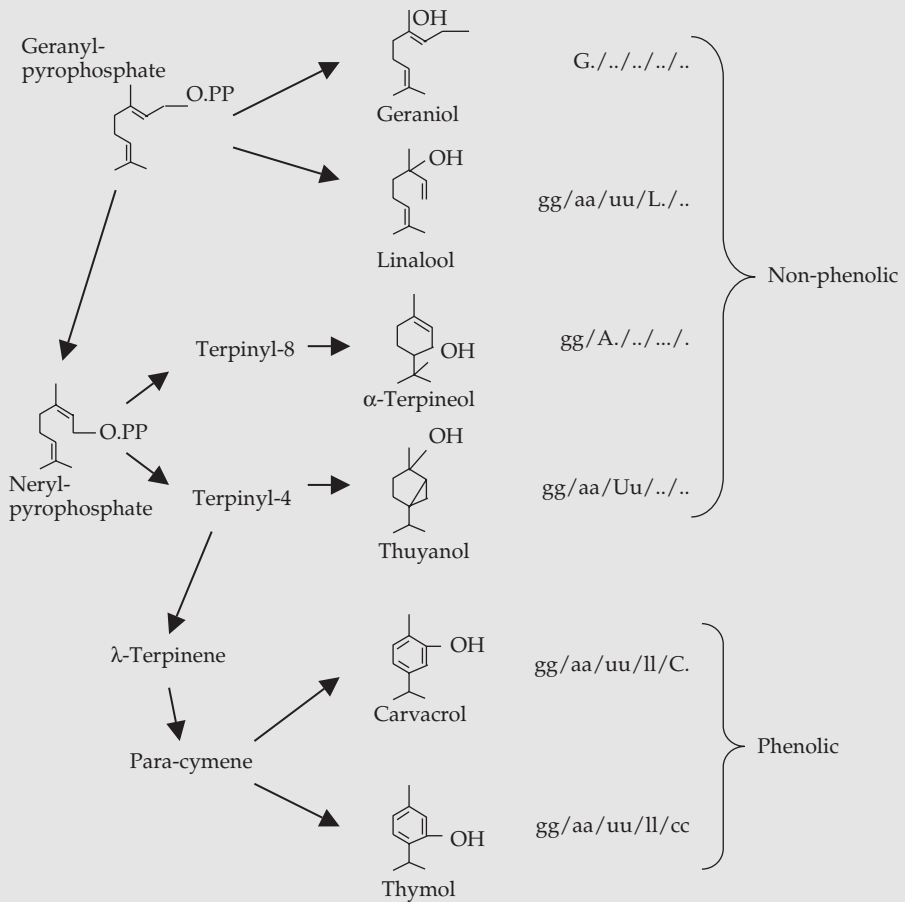 Geranyl-
pyrophosphate
O.PP
OH
Geraniol
G./../../../..
OH
Linalool
gg/aa/uu/L./..
Non-phenolic
Terpinyl-8
OH
α-Terpineol
gg/A./../.../.
O.PP
Neryl-
pyrophosphate
Terpinyl-4
OH
Thuyanol
gg/aa/Uu/../..
λ-Terpinene
OH
Carvacrol
gg/aa/uu/ll/C.
Phenolic
Para-cymene
OH
Thymol
gg/aa/uu/ll/cc